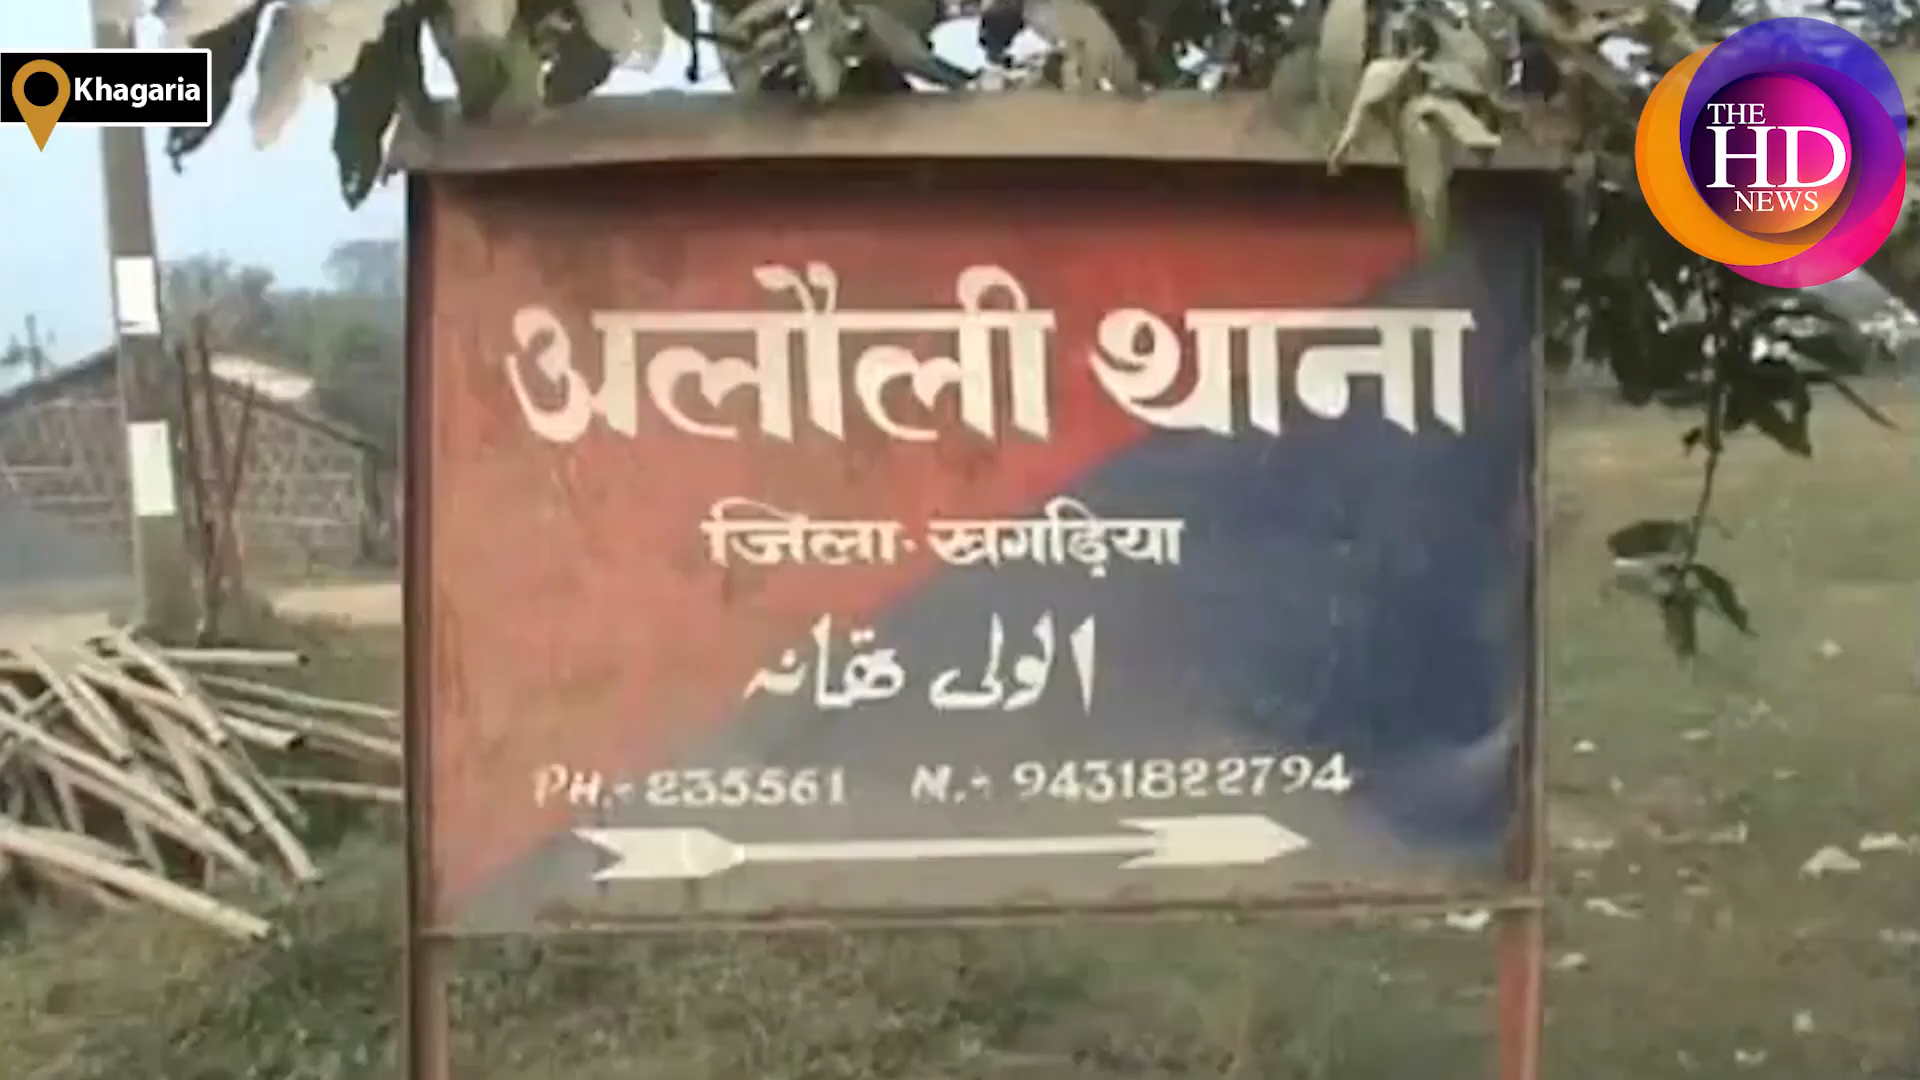 Khagaria
THE
HD
NEWS
अलौली थाना
जिला- खगड़िया
الولی تھانہ
PH.- 235561 M.- 9431822794